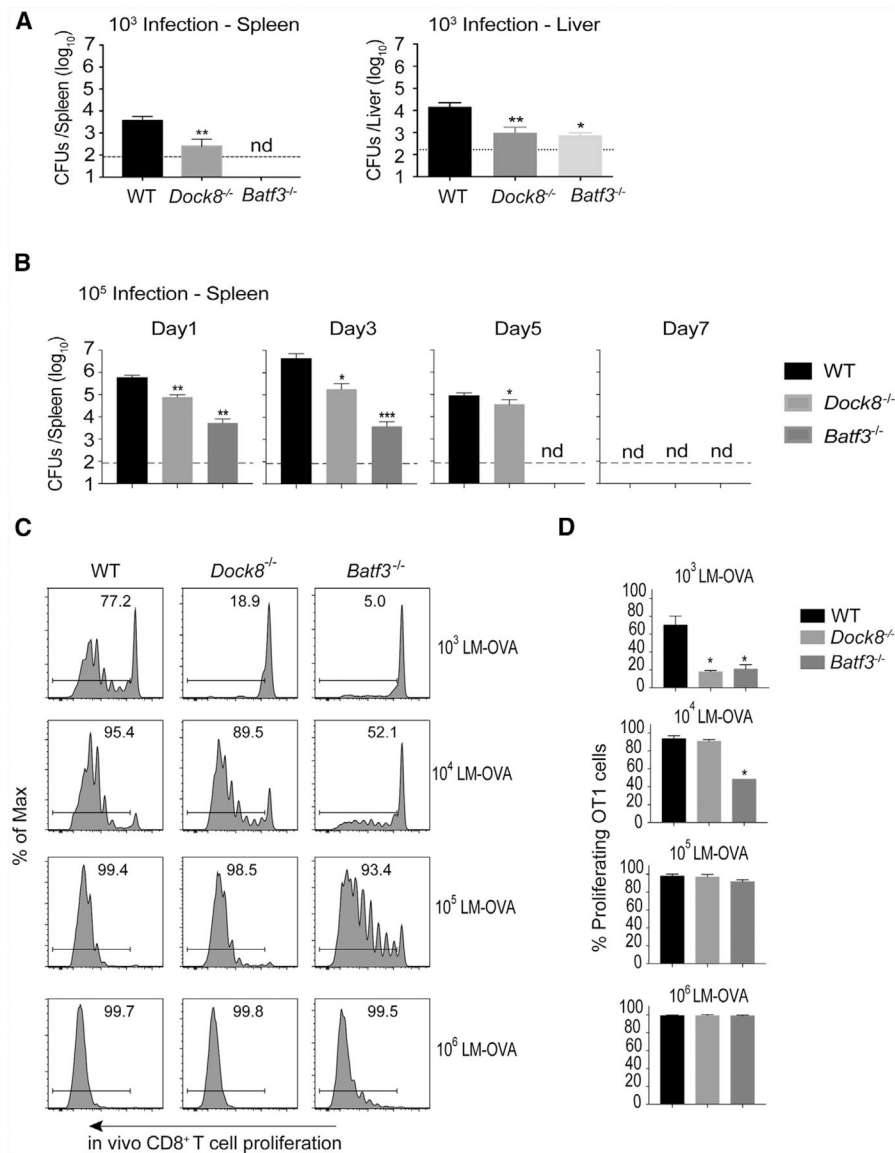 A
10³ Infection - Spleen
CFUs /Spleen (log₁₀)
7
6
5
4
3
2
1
**
nd
WT Dock8⁻/⁻ Batf3⁻/⁻
10³ Infection - Liver
CFUs /Liver (log₁₀)
7
6
5
4
3
2
1
**
*
WT Dock8⁻/⁻ Batf3⁻/⁻
B
10⁵ Infection - Spleen
Day1 Day3 Day5 Day7
CFUs /Spleen (log₁₀)
7
6
5
4
3
2
1
** **
* ***
* nd
nd nd nd
WT
Dock8⁻/⁻
Batf3⁻/⁻
C
WT Dock8⁻/⁻ Batf3⁻/⁻
77.2 18.9 5.0
10³ LM-OVA
95.4 89.5 52.1
10⁴ LM-OVA
99.4 98.5 93.4
10⁵ LM-OVA
99.7 99.8 99.5
10⁶ LM-OVA
% of Max
in vivo CD8⁺ T cell proliferation
D
% Proliferating OT1 cells
10³ LM-OVA
100
80
60
40
20
0
* *
10⁴ LM-OVA
100
80
60
40
20
0
*
10⁵ LM-OVA
100
80
60
40
20
0
10⁶ LM-OVA
100
80
60
40
20
0
WT
Dock8⁻/⁻
Batf3⁻/⁻